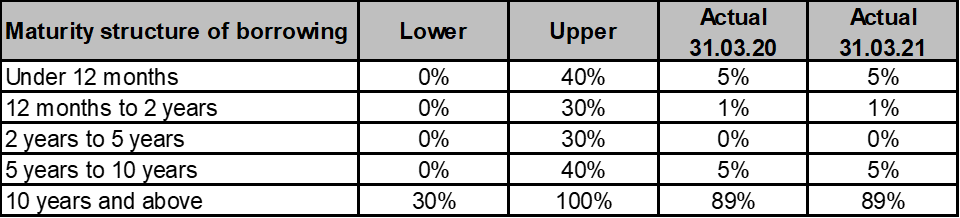 Maturity structure of borrowing Lower Upper Actual 31.03.20 Actual 31.03.21
Under 12 months 0% 40% 5% 5%
12 months to 2 years 0% 30% 1% 1%
2 years to 5 years 0% 30% 0% 0%
5 years to 10 years 0% 40% 5% 5%
10 years and above 30% 100% 89% 89%